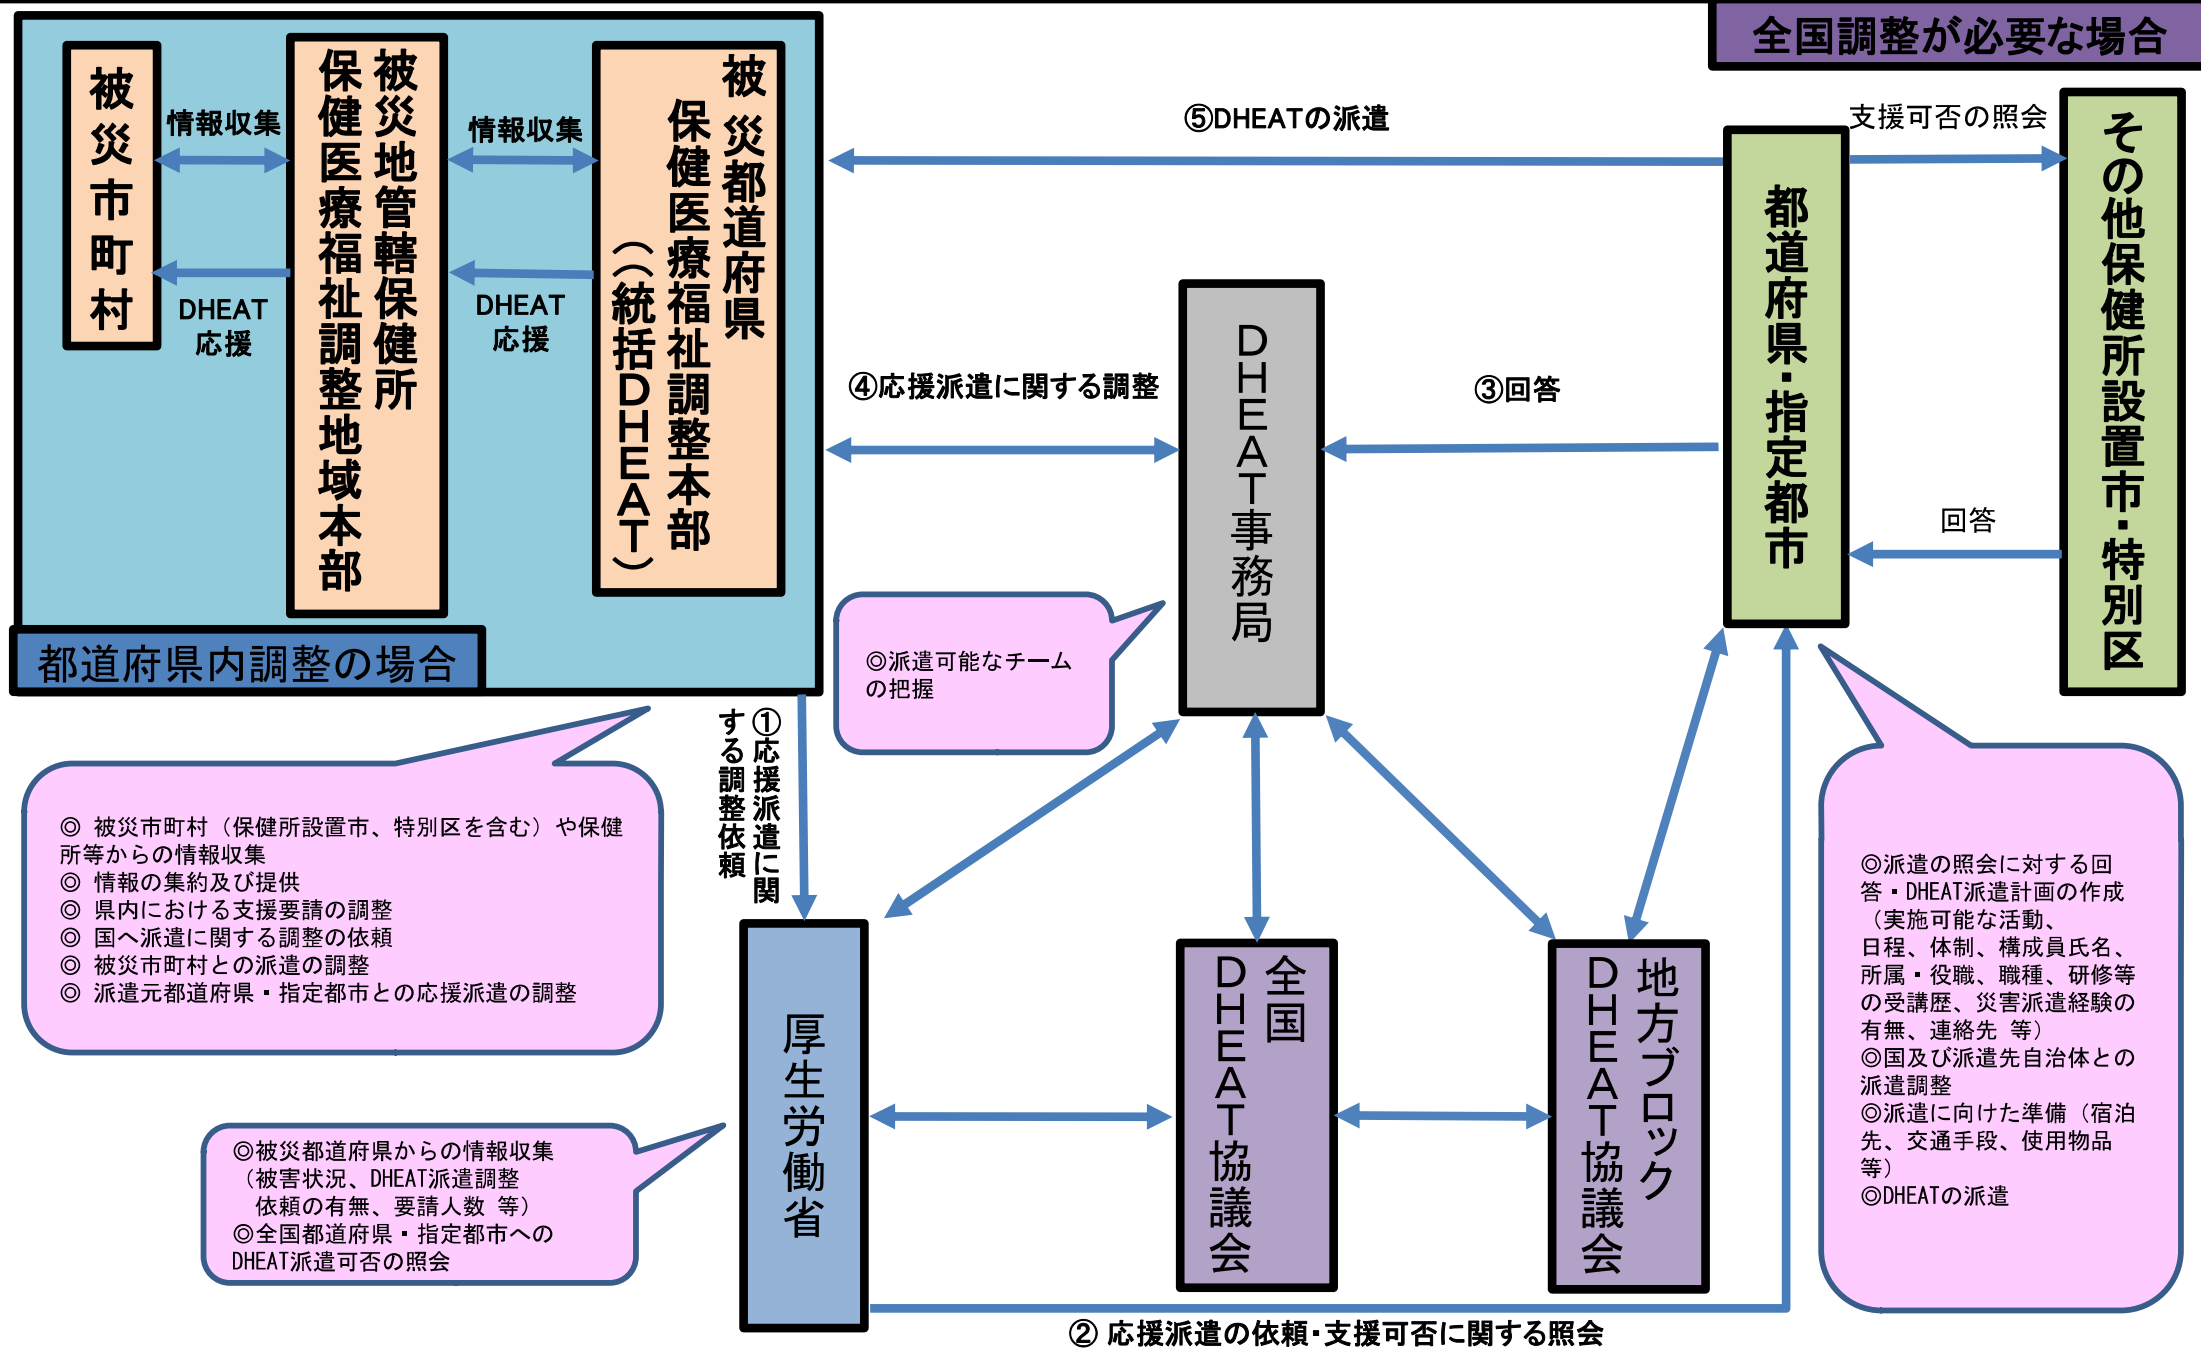 全国調整が必要な場合
被災市町村
情報収集
DHEAT
応援
被災地管轄保健所
保健医療福祉調整地域本部
情報収集
DHEAT
応援
被災都道府県
保健医療福祉調整本部
（（統括ＤＨＥＡＴ）
都道府県内調整の場合
⑤DHEATの派遣
④応援派遣に関する調整
ＤＨＥＡＴ事務局
③回答
都道府県・指定都市
支援可否の照会
回答
その他保健所設置市・特別区
◎派遣可能なチーム
の把握
①応援派遣に関
する調整依頼
◎ 被災市町村（保健所設置市、特別区を含む）や保健
所等からの情報収集
◎ 情報の集約及び提供
◎ 県内における支援要請の調整
◎ 国へ派遣に関する調整の依頼
◎ 被災市町村との派遣の調整
◎ 派遣元都道府県・指定都市との応援派遣の調整
◎被災都道府県からの情報収集
（被害状況、DHEAT派遣調整
依頼の有無、要請人数 等）
◎全国都道府県・指定都市への
DHEAT派遣可否の照会
厚生労働省
全国
ＤＨＥＡＴ協議会
地方ブロック
ＤＨＥＡＴ協議会
◎派遣の照会に対する回
答・DHEAT派遣計画の作成
（実施可能な活動、
日程、体制、構成員氏名、
所属・役職、職種、研修等
の受講歴、災害派遣経験の
有無、連絡先 等）
◎国及び派遣先自治体との
派遣調整
◎派遣に向けた準備（宿泊
先、交通手段、使用物品
等）
◎DHEATの派遣
② 応援派遣の依頼・支援可否に関する照会